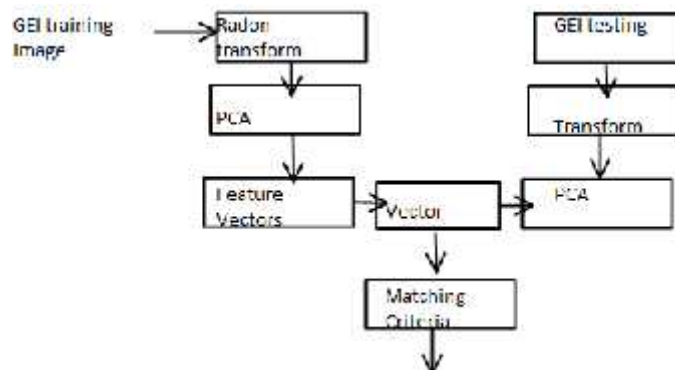 GEI training
Image
Radon
transform
GEI testing
PCA
Transform
Feature
Vectors
Vector
PCA
Matching
Criteria